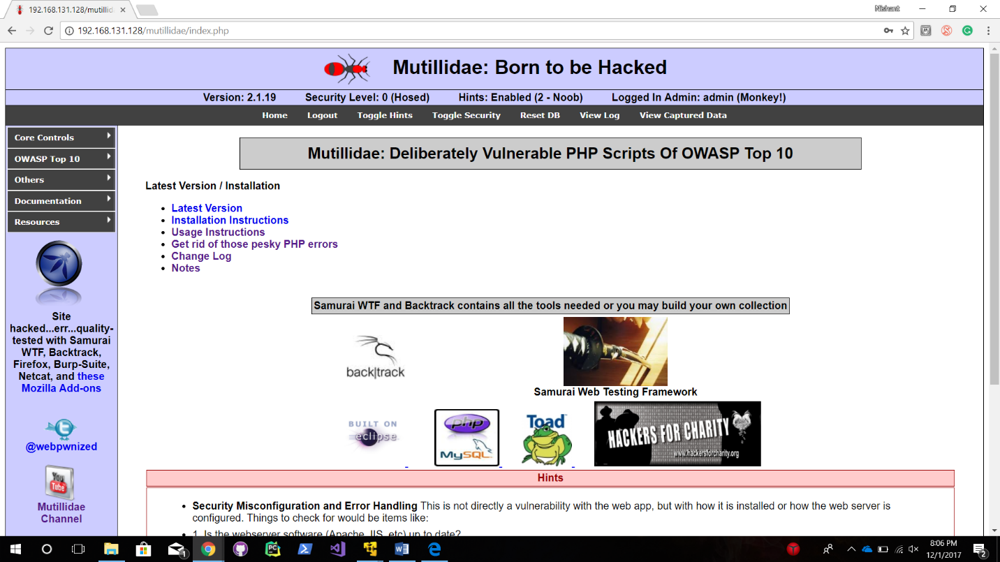 192.168.131.128/mutillid
Nishant
192.168.131.128/mutillidae/index.php
Mutillidae: Born to be Hacked
Version: 2.1.19 Security Level: 0 (Hosed) Hints: Enabled (2 - Noob) Logged In Admin: admin (Monkey!)
Home Logout Toggle Hints Toggle Security Reset DB View Log View Captured Data
Core Controls
OWASP Top 10
Others
Documentation
Resources
Site
hacked...err...quality-
tested with Samurai
WTF, Backtrack,
Firefox, Burp-Suite,
Netcat, and these
Mozilla Add-ons
@webpwnized
You
Tube
Mutillidae
Channel
Mutillidae: Deliberately Vulnerable PHP Scripts Of OWASP Top 10
Latest Version / Installation
• Latest Version
• Installation Instructions
• Usage Instructions
• Get rid of those pesky PHP errors
• Change Log
• Notes
Samurai WTF and Backtrack contains all the tools needed or you may build your own collection
back|track
Samurai Web Testing Framework
BUILT ON
eclipse
php
MySQL
Toad
HACKERS FOR CHARITY
www.hackersforcharity.org
Hints
• Security Misconfiguration and Error Handling This is not directly a vulnerability with the web app, but with how it is installed or how the web server is
configured. Things to check for would be items like:
• 1. Is the webserver software (Apache, IIS, etc) up to date?
1
PC
W
8:06 PM
12/1/2017
2